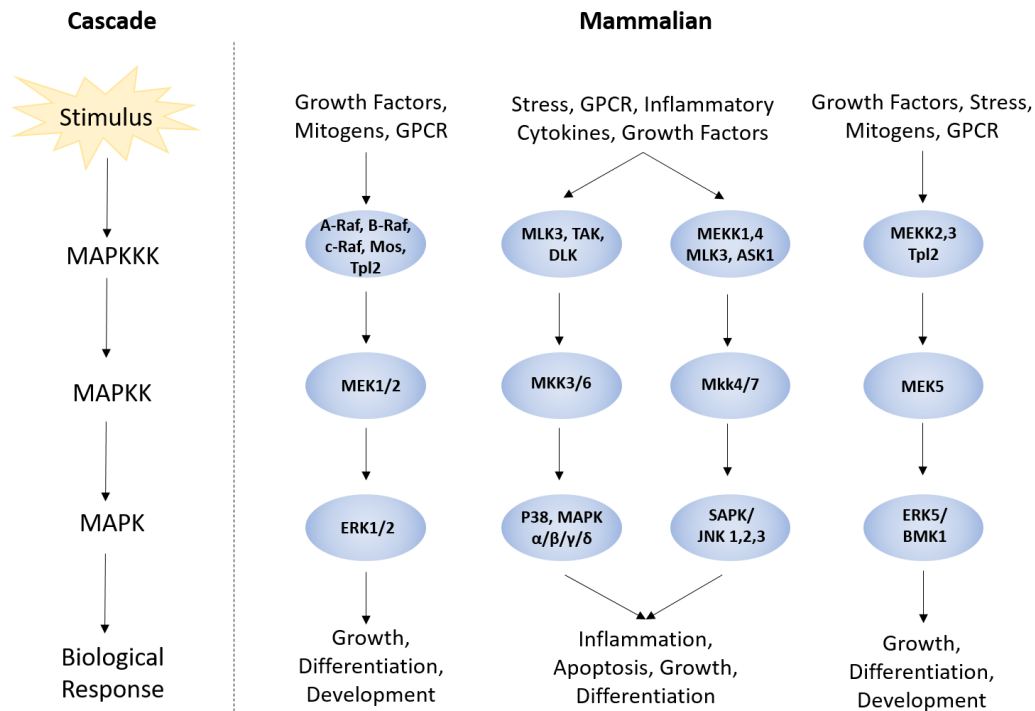 Cascade
Mammalian
Stimulus
MAPKKK
MAPKK
MAPK
Biological
Response
Growth Factors,
Mitogens, GPCR
A-Raf, B-Raf,
c-Raf, Mos,
Tpl2
MEK1/2
ERK1/2
Growth,
Differentiation,
Development
Stress, GPCR, Inflammatory
Cytokines, Growth Factors
MLK3, TAK,
DLK
MKK3/6
P38, MAPK
α/β/γ/δ
MEKK1,4
MLK3, ASK1
Mkk4/7
SAPK/
JNK 1,2,3
Inflammation,
Apoptosis, Growth,
Differentiation
Growth Factors, Stress,
Mitogens, GPCR
MEKK2,3
Tpl2
MEK5
ERK5/
BMK1
Growth,
Differentiation,
Development